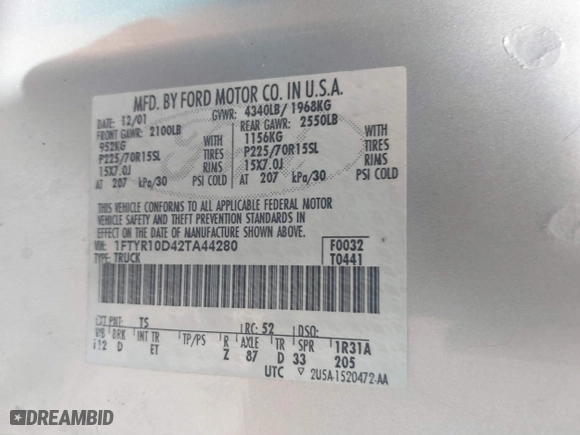 MFD. BY FORD MOTOR CO. IN U.S.A.
DATE: 12/01 GVWR: 4340LB/ 1968KG
FRONT GAWR: 2100LB REAR GAWR: 2550LB
952KG WITH 1156KG WITH
P225/70R15SL TIRES P225/70R15SL TIRES
15X7.0J RIMS 15X7.0J RIMS
AT 207 kPa/30 PSI COLD AT 207 kPa/30 PSI COLD
THIS VEHICLE CONFORMS TO ALL APPLICABLE FEDERAL MOTOR
VEHICLE SAFETY AND THEFT PREVENTION STANDARDS IN
EFFECT ON THE DATE OF MANUFACTURE SHOWN ABOVE.
VIN: 1FTYR10D42TA44280 F0032
TYPE: TRUCK T0441
EXT PNT: TS RC: 52 DSO:
WB BRK INT TR TP/PS R AXLE TR SPR 1R31A
112 D ET Z 87 D 33 205
UTC ▽ 2U5A-1520472-AA
DREAMBID